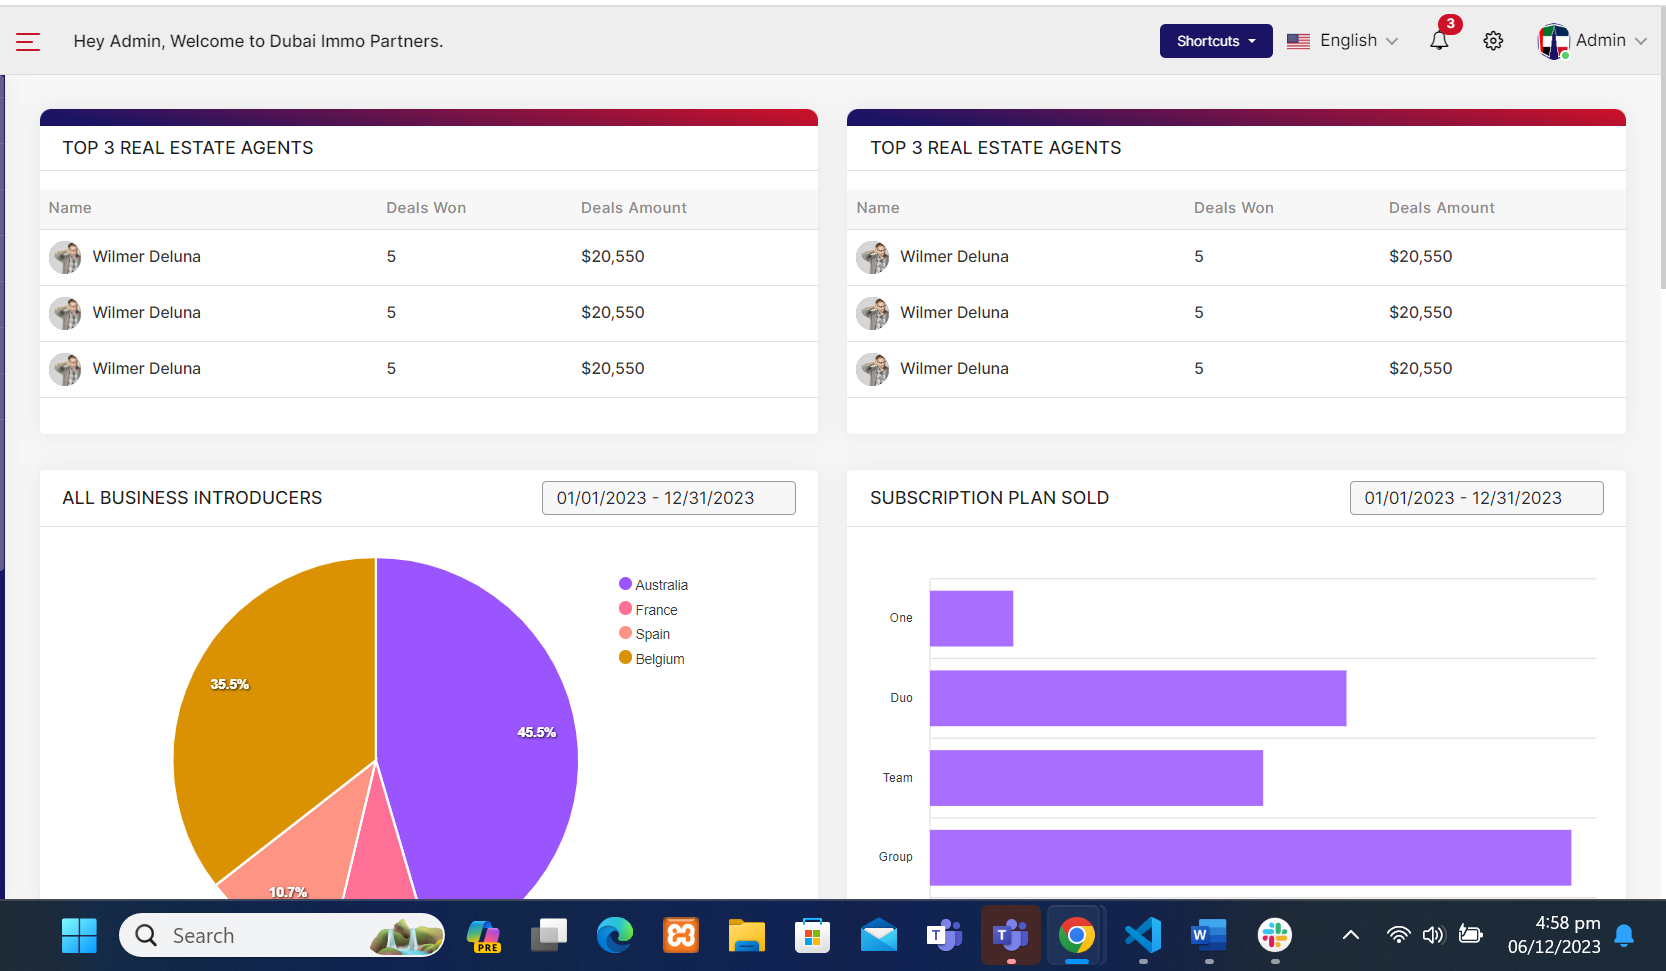 Hey Admin, Welcome to Dubai Immo Partners.
Shortcuts
English
3
Admin
TOP 3 REAL ESTATE AGENTS
Name Deals Won Deals Amount
Wilmer Deluna 5 $20,550
Wilmer Deluna 5 $20,550
Wilmer Deluna 5 $20,550
TOP 3 REAL ESTATE AGENTS
Name Deals Won Deals Amount
Wilmer Deluna 5 $20,550
Wilmer Deluna 5 $20,550
Wilmer Deluna 5 $20,550
ALL BUSINESS INTRODUCERS
01/01/2023 - 12/31/2023
Australia
France
Spain
Belgium
35.5%
45.5%
10.7%
SUBSCRIPTION PLAN SOLD
01/01/2023 - 12/31/2023
One
Duo
Team
Group
Search
PRE
T
T
W
4:58 pm
06/12/2023